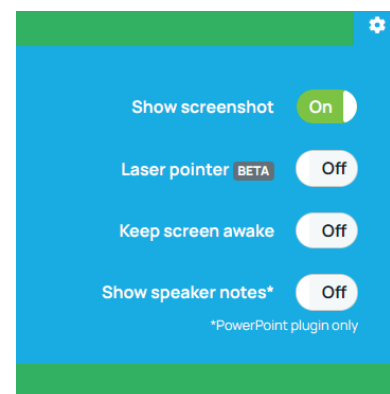 Show screenshot On
Laser pointer BETA Off
Keep screen awake Off
Show speaker notes* Off
*PowerPoint plugin only